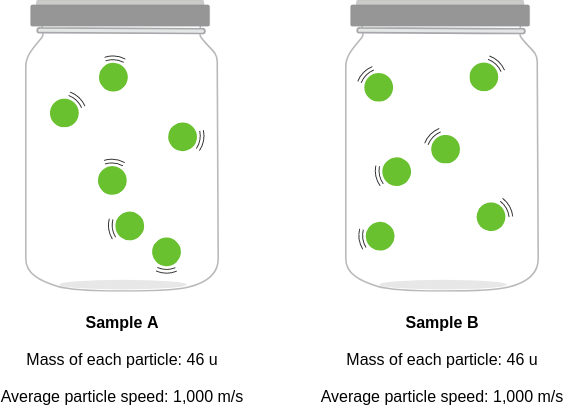 Sample A
Mass of each particle: 46 u
Average particle speed: 1,000 m/s
Sample B
Mass of each particle: 46 u
Average particle speed: 1,000 m/s